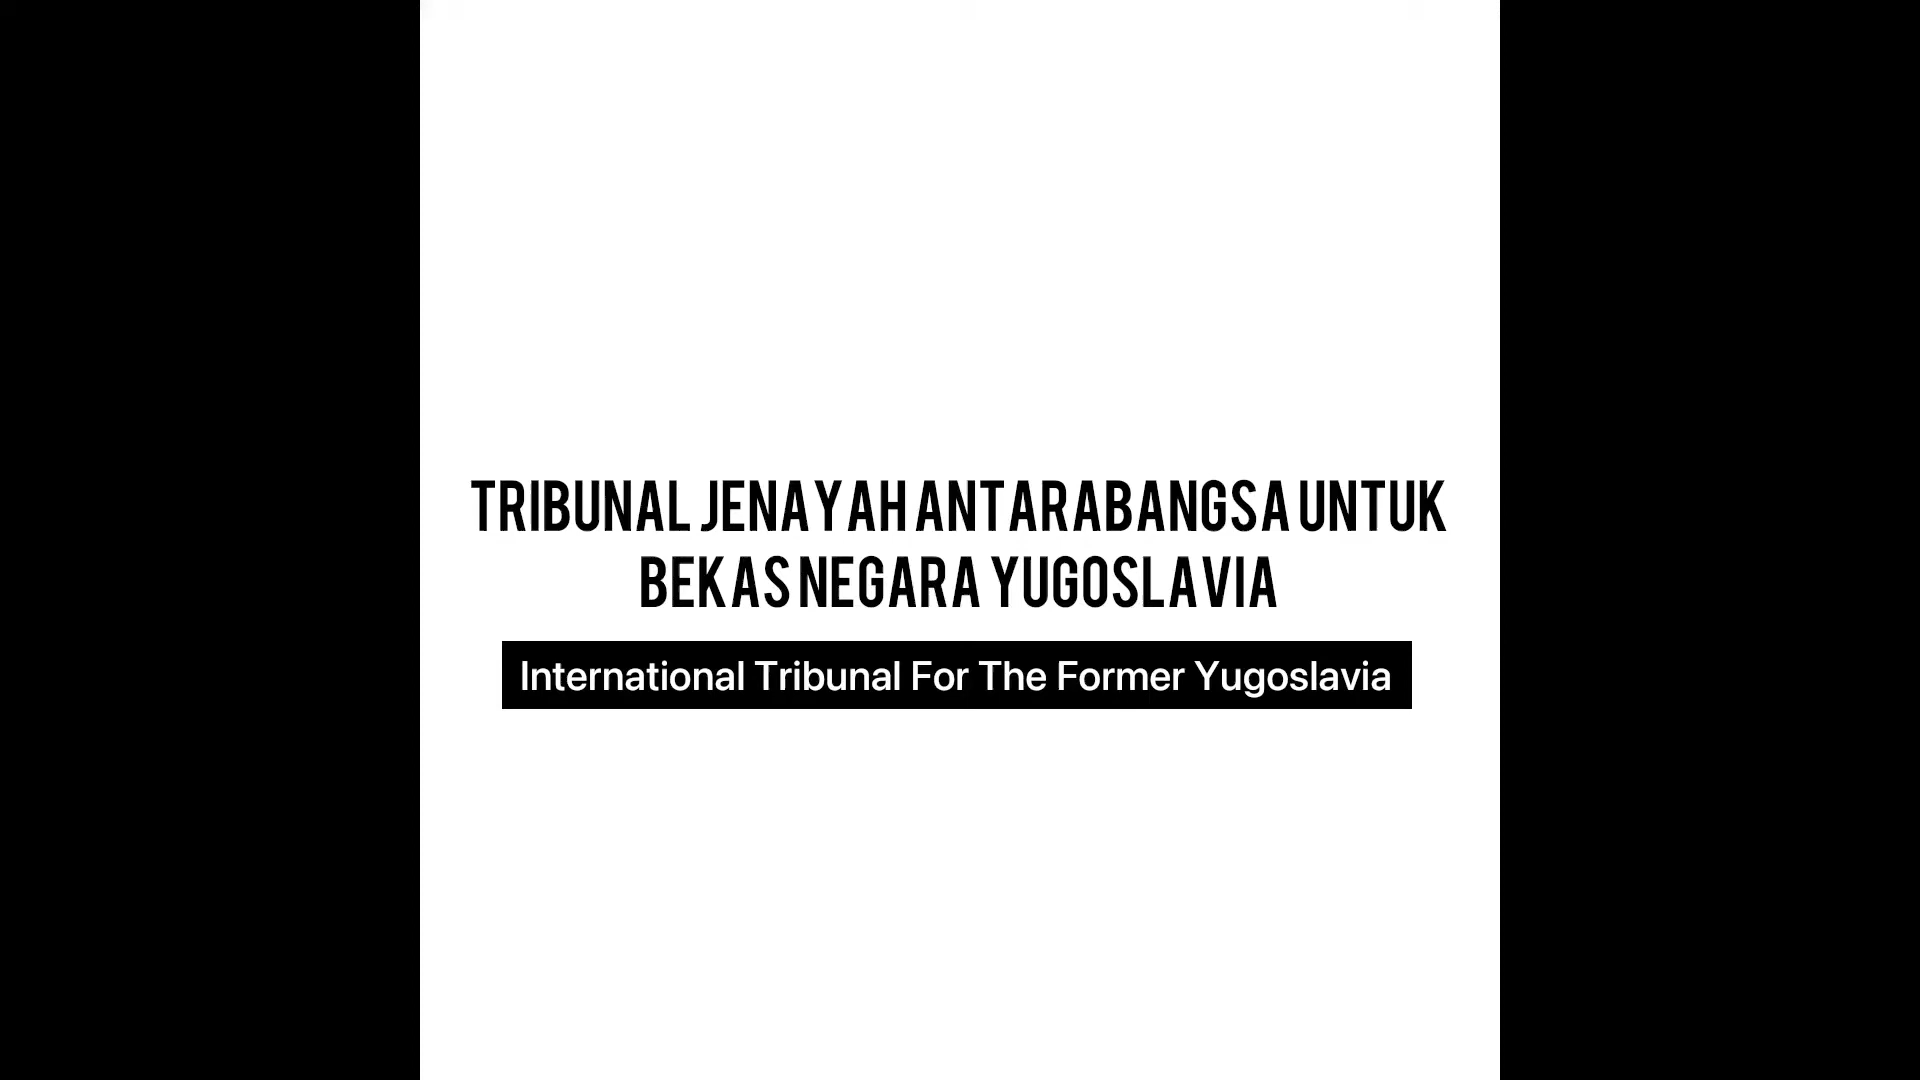 TRIBUNAL JENAYAH ANTARABANGSA UNTUK
BEKAS NEGARA YUGOSLAVIA
International Tribunal For The Former Yugoslavia